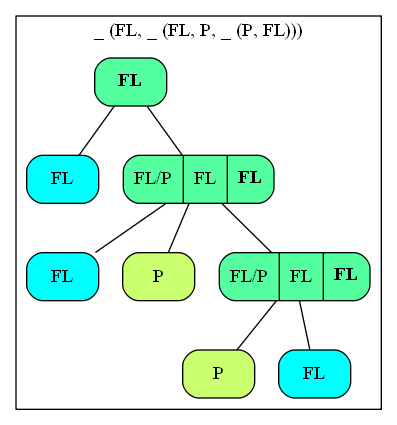 _ (FL, _ (FL, P, _ (P, FL)))
FL
FL FL/P FL FL
FL P FL/P FL FL
P FL